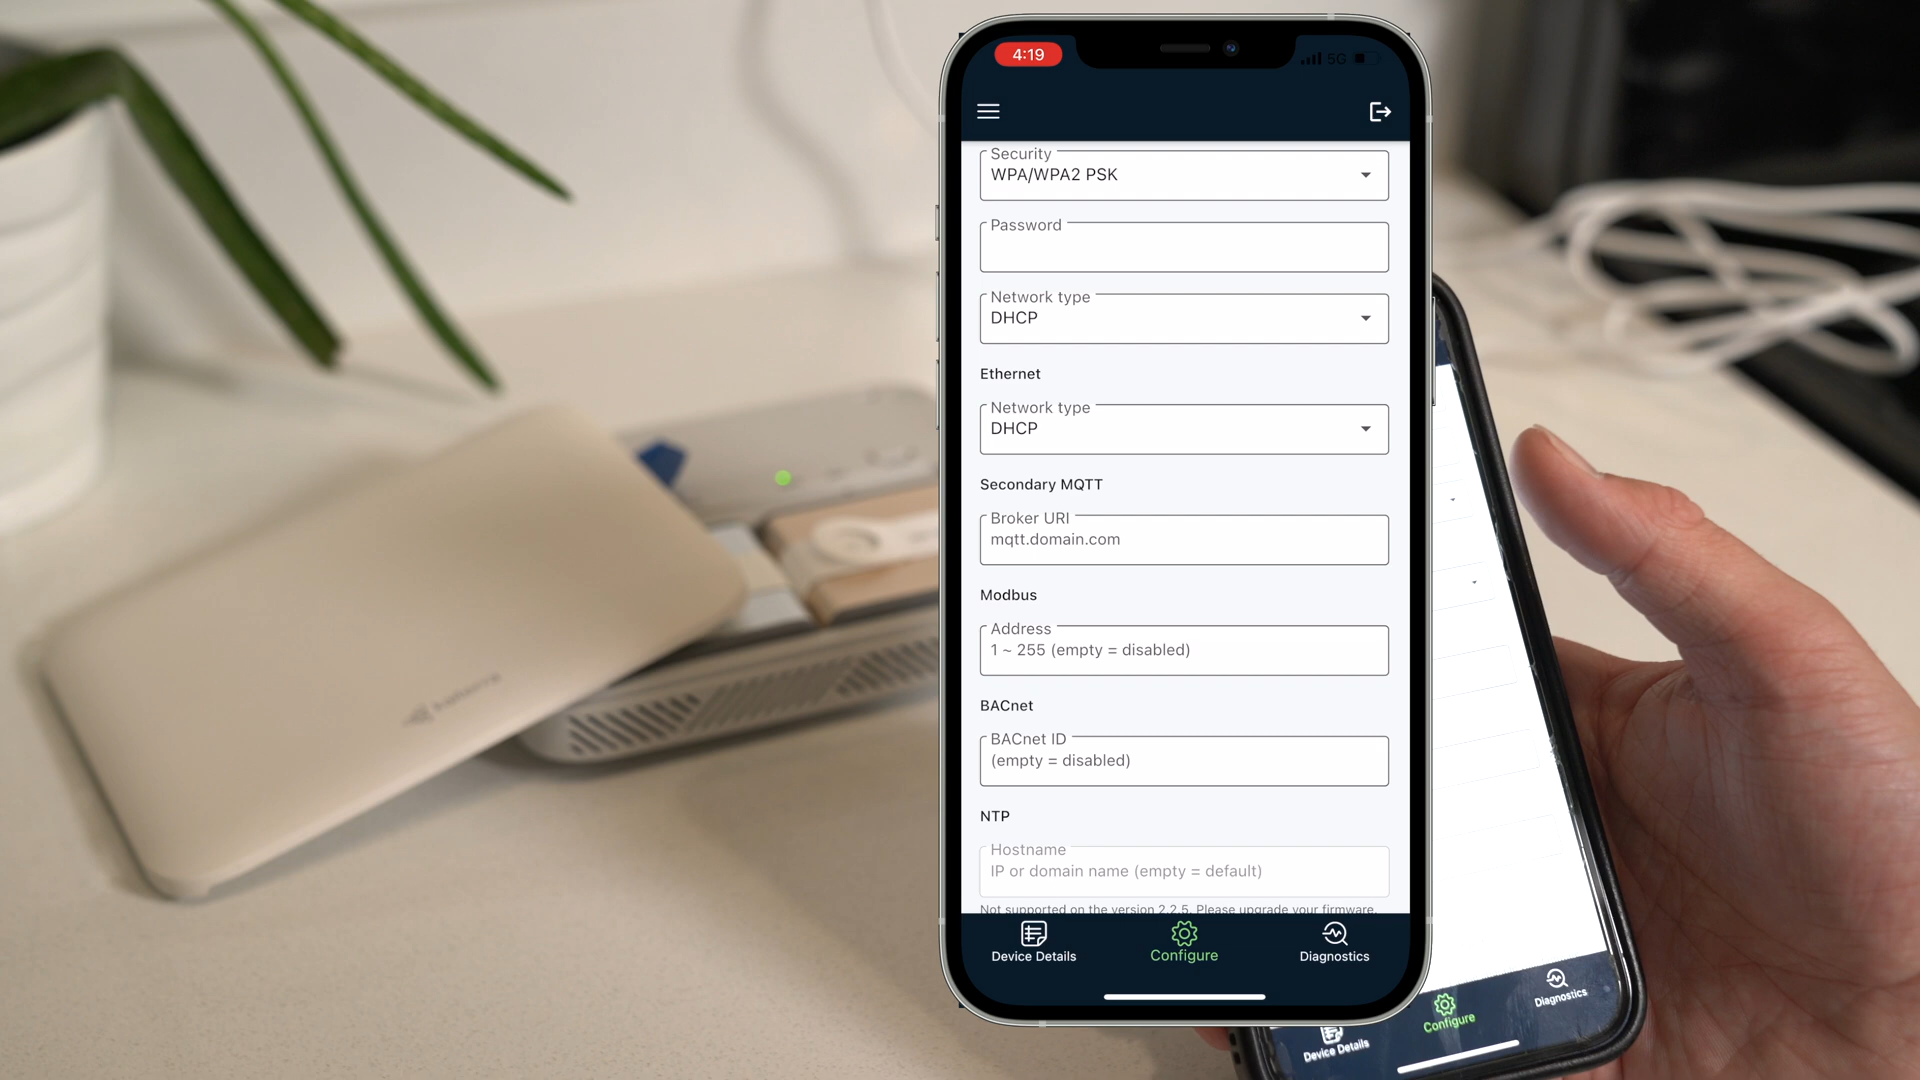 4:19
5G
Security
WPA/WPA2 PSK
Password
Network type
DHCP
Ethernet
Network type
DHCP
Secondary MQTT
Broker URI
mqtt.domain.com
Modbus
Address
1 ~ 255 (empty = disabled)
BACnet
BACnet ID
(empty = disabled)
NTP
Hostname
IP or domain name (empty = default)
Not supported on the version 2.2.5. Please upgrade your firmware.
Device Details
Configure
Diagnostics
Device Details
Configure
Diagnostics